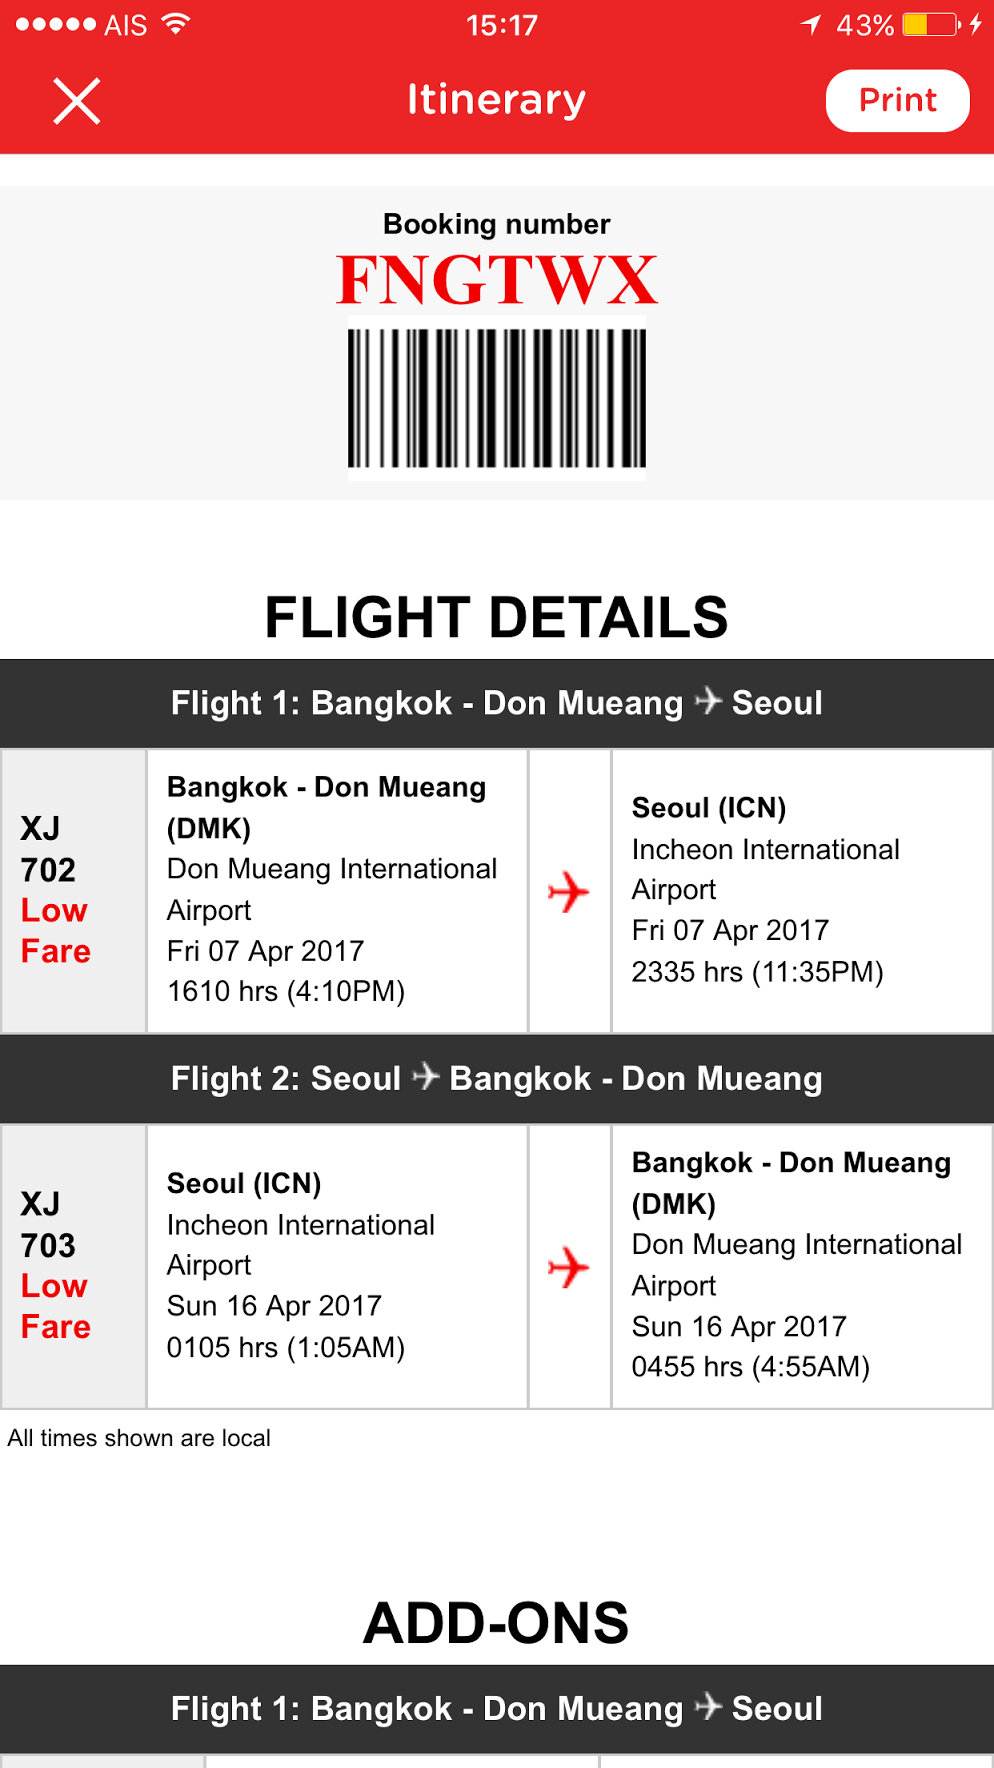 AIS 15:17 43%
Itinerary Print
Booking number
FNGTWX
FLIGHT DETAILS
Flight 1: Bangkok - Don Mueang ✈ Seoul
XJ
702
Low
Fare
Bangkok - Don Mueang
(DMK)
Don Mueang International
Airport
Fri 07 Apr 2017
1610 hrs (4:10PM)
Seoul (ICN)
Incheon International
Airport
Fri 07 Apr 2017
2335 hrs (11:35PM)
Flight 2: Seoul ✈ Bangkok - Don Mueang
XJ
703
Low
Fare
Seoul (ICN)
Incheon International
Airport
Sun 16 Apr 2017
0105 hrs (1:05AM)
Bangkok - Don Mueang
(DMK)
Don Mueang International
Airport
Sun 16 Apr 2017
0455 hrs (4:55AM)
All times shown are local
ADD-ONS
Flight 1: Bangkok - Don Mueang ✈ Seoul